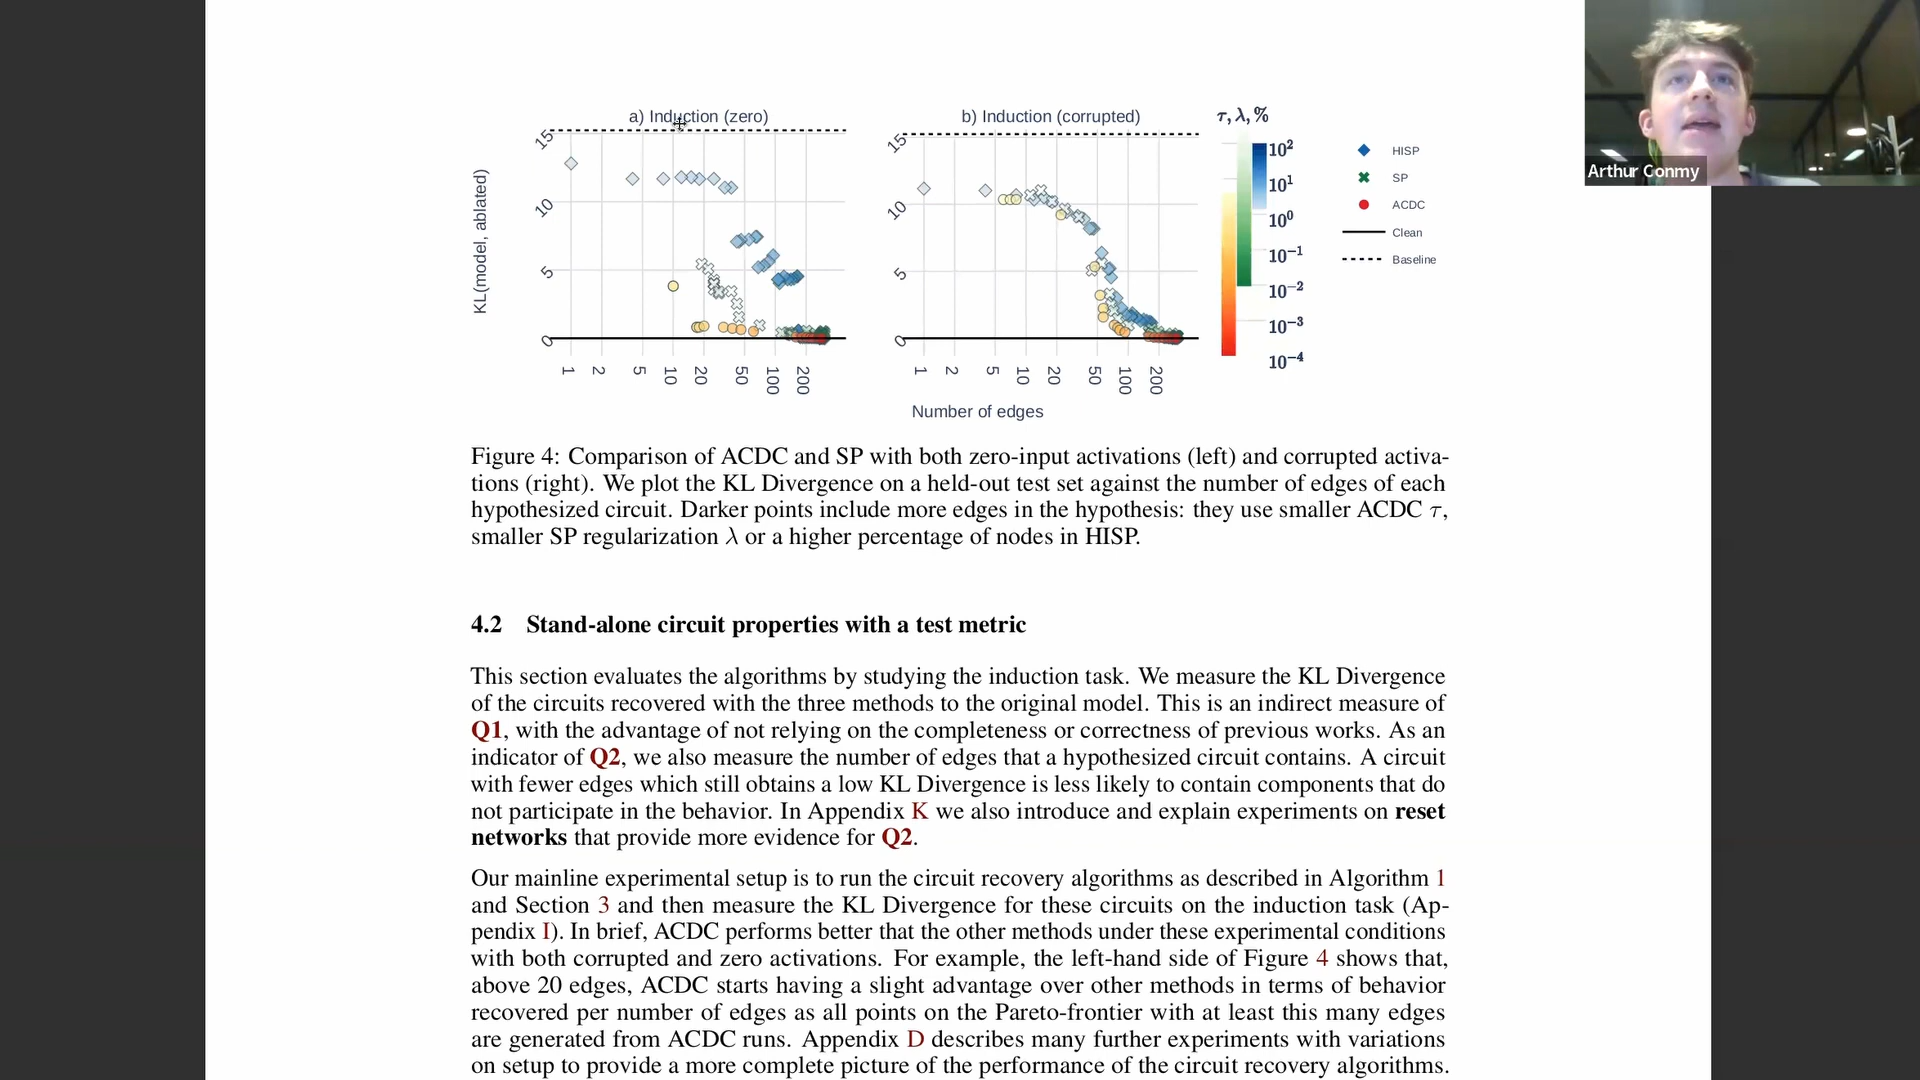 a) Induction (zero)
b) Induction (corrupted)
τ, λ, %
KL(model, ablated)
15
10
5
0
15
10
5
0
1 2 5 10 20 50 100 200
1 2 5 10 20 50 100 200
Number of edges
10²
10¹
10⁰
10⁻¹
10⁻²
10⁻³
10⁻⁴
HISP
SP
ACDC
Clean
Baseline
Arthur Conmy
Figure 4: Comparison of ACDC and SP with both zero-input activations (left) and corrupted activa-
tions (right). We plot the KL Divergence on a held-out test set against the number of edges of each
hypothesized circuit. Darker points include more edges in the hypothesis: they use smaller ACDC τ,
smaller SP regularization λ or a higher percentage of nodes in HISP.
4.2 Stand-alone circuit properties with a test metric
This section evaluates the algorithms by studying the induction task. We measure the KL Divergence
of the circuits recovered with the three methods to the original model. This is an indirect measure of
Q1, with the advantage of not relying on the completeness or correctness of previous works. As an
indicator of Q2, we also measure the number of edges that a hypothesized circuit contains. A circuit
with fewer edges which still obtains a low KL Divergence is less likely to contain components that do
not participate in the behavior. In Appendix K we also introduce and explain experiments on reset
networks that provide more evidence for Q2.
Our mainline experimental setup is to run the circuit recovery algorithms as described in Algorithm 1
and Section 3 and then measure the KL Divergence for these circuits on the induction task (Ap-
pendix I). In brief, ACDC performs better that the other methods under these experimental conditions
with both corrupted and zero activations. For example, the left-hand side of Figure 4 shows that,
above 20 edges, ACDC starts having a slight advantage over other methods in terms of behavior
recovered per number of edges as all points on the Pareto-frontier with at least this many edges
are generated from ACDC runs. Appendix D describes many further experiments with variations
on setup to provide a more complete picture of the performance of the circuit recovery algorithms.